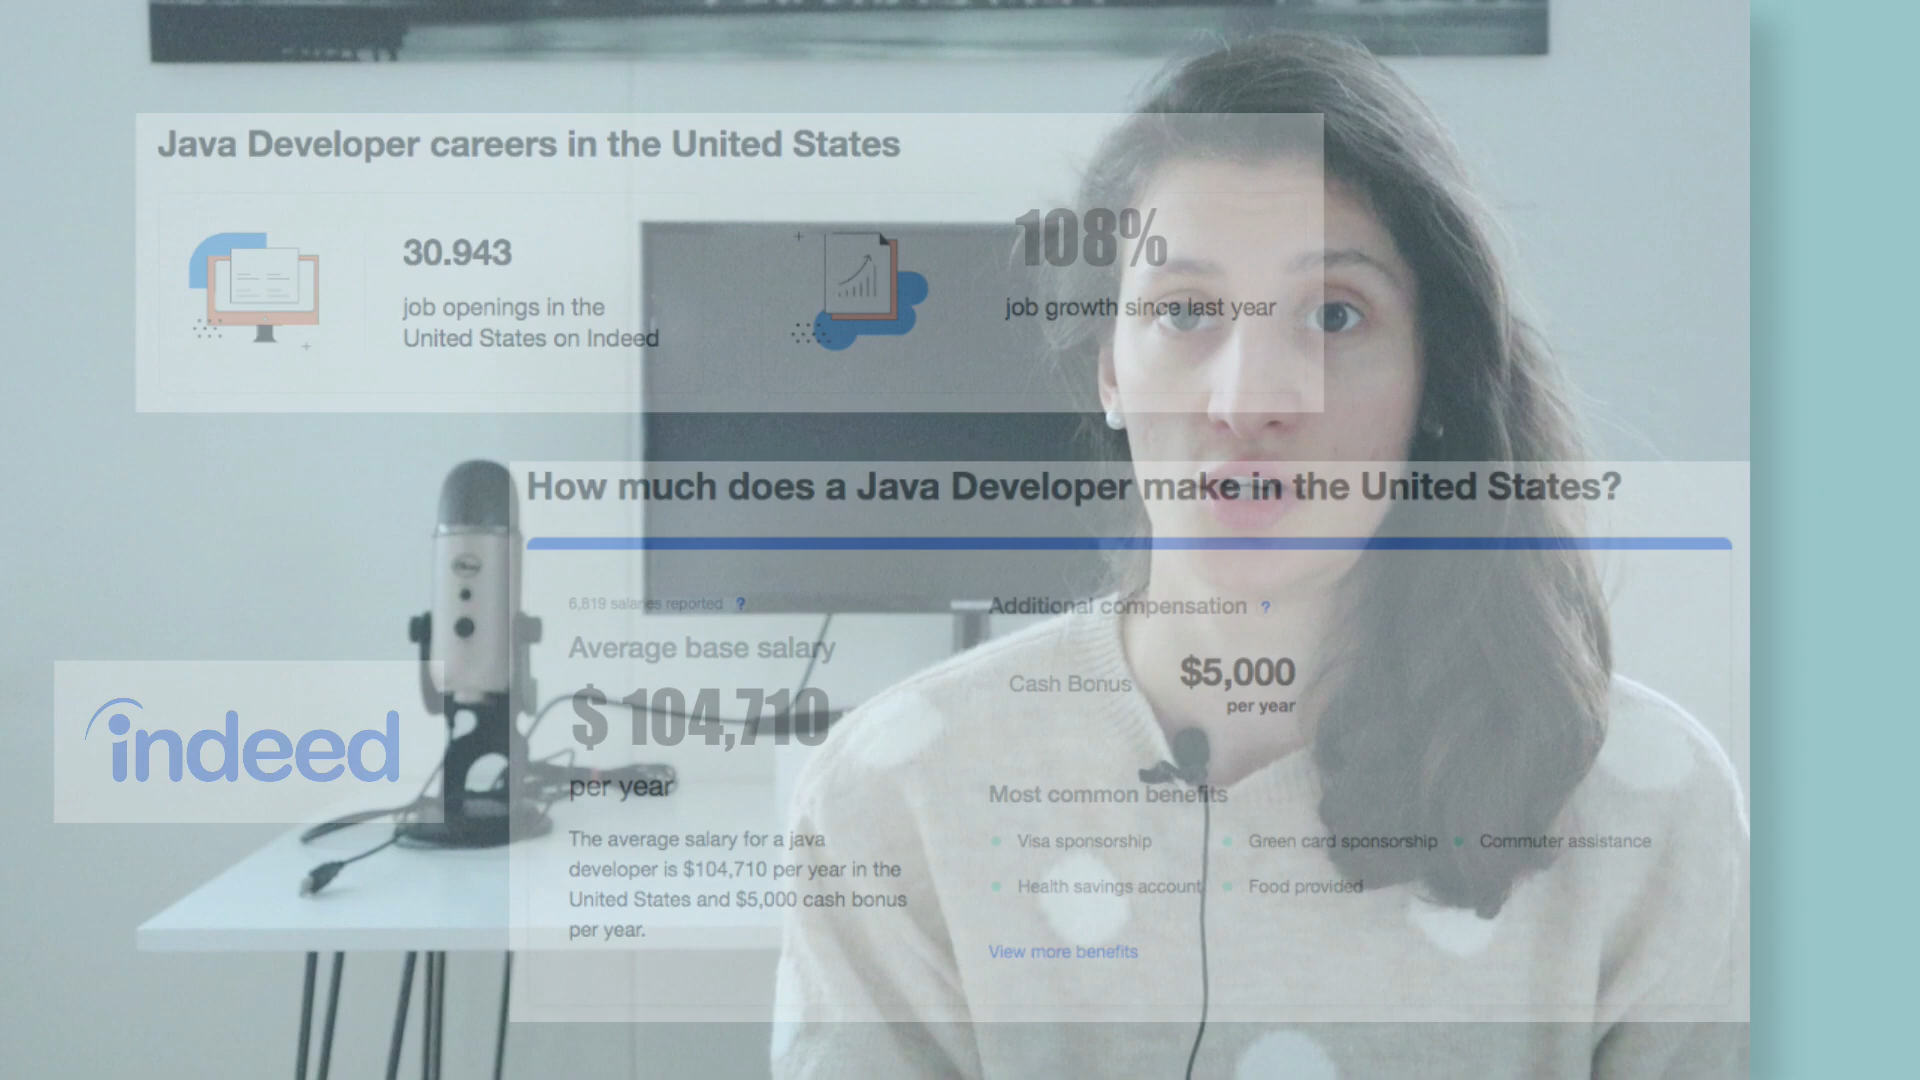 Java Developer careers in the United States
30.943
job openings in the
United States on Indeed
108%
job growth since last year
How much does a Java Developer make in the United States?
6,819 salaries reported ?
Average base salary
$ 104,710
per year
The average salary for a java
developer is $104,710 per year in the
United States and $5,000 cash bonus
per year.
Additional compensation ?
Cash Bonus
$5,000
per year
Most common benefits
Visa sponsorship
Green card sponsorship
Commuter assistance
Health savings account
Food provided
View more benefits
indeed